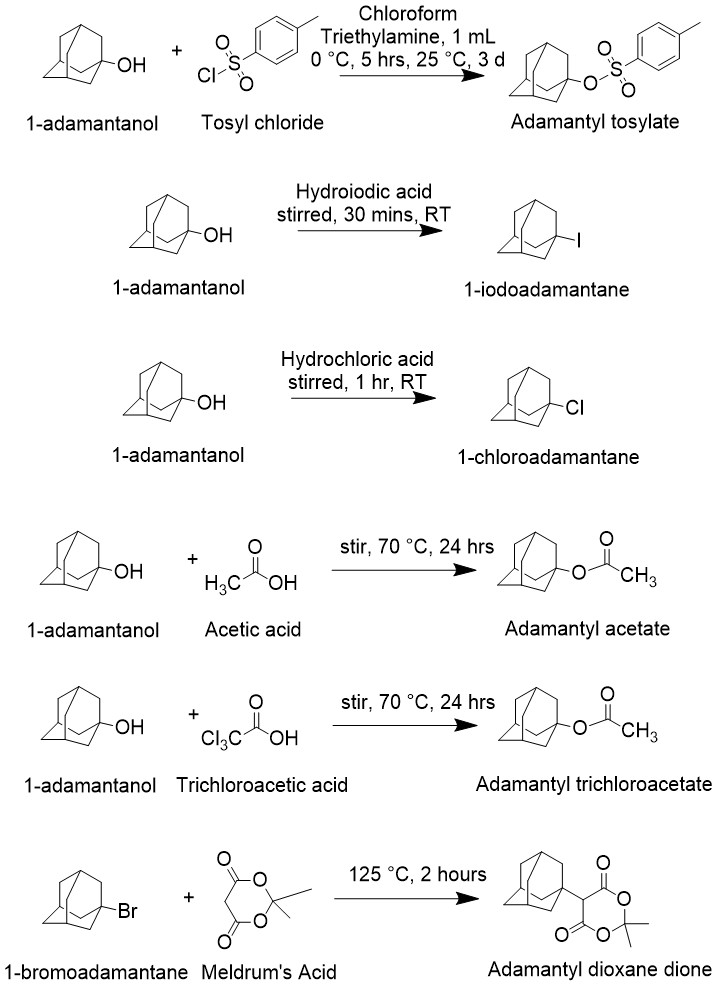 Chloroform
Triethylamine, 1 mL
0 °C, 5 hrs, 25 °C, 3 d
OH
+
Cl
S
O
O
O
S
O
O
1-adamantanol
Tosyl chloride
Adamantyl tosylate
Hydroiodic acid
stirred, 30 mins, RT
OH
I
1-adamantanol
1-iodoadamantane
Hydrochloric acid
stirred, 1 hr, RT
OH
Cl
1-adamantanol
1-chloroadamantane
stir, 70 °C, 24 hrs
OH
+
O
H3C
OH
O
O
CH3
1-adamantanol
Acetic acid
Adamantyl acetate
stir, 70 °C, 24 hrs
OH
+
O
Cl3C
OH
O
O
CH3
1-adamantanol
Trichloroacetic acid
Adamantyl trichloroacetate
125 °C, 2 hours
Br
+
O
O
O
O
O
O
O
O
1-bromoadamantane
Meldrum's Acid
Adamantyl dioxane dione